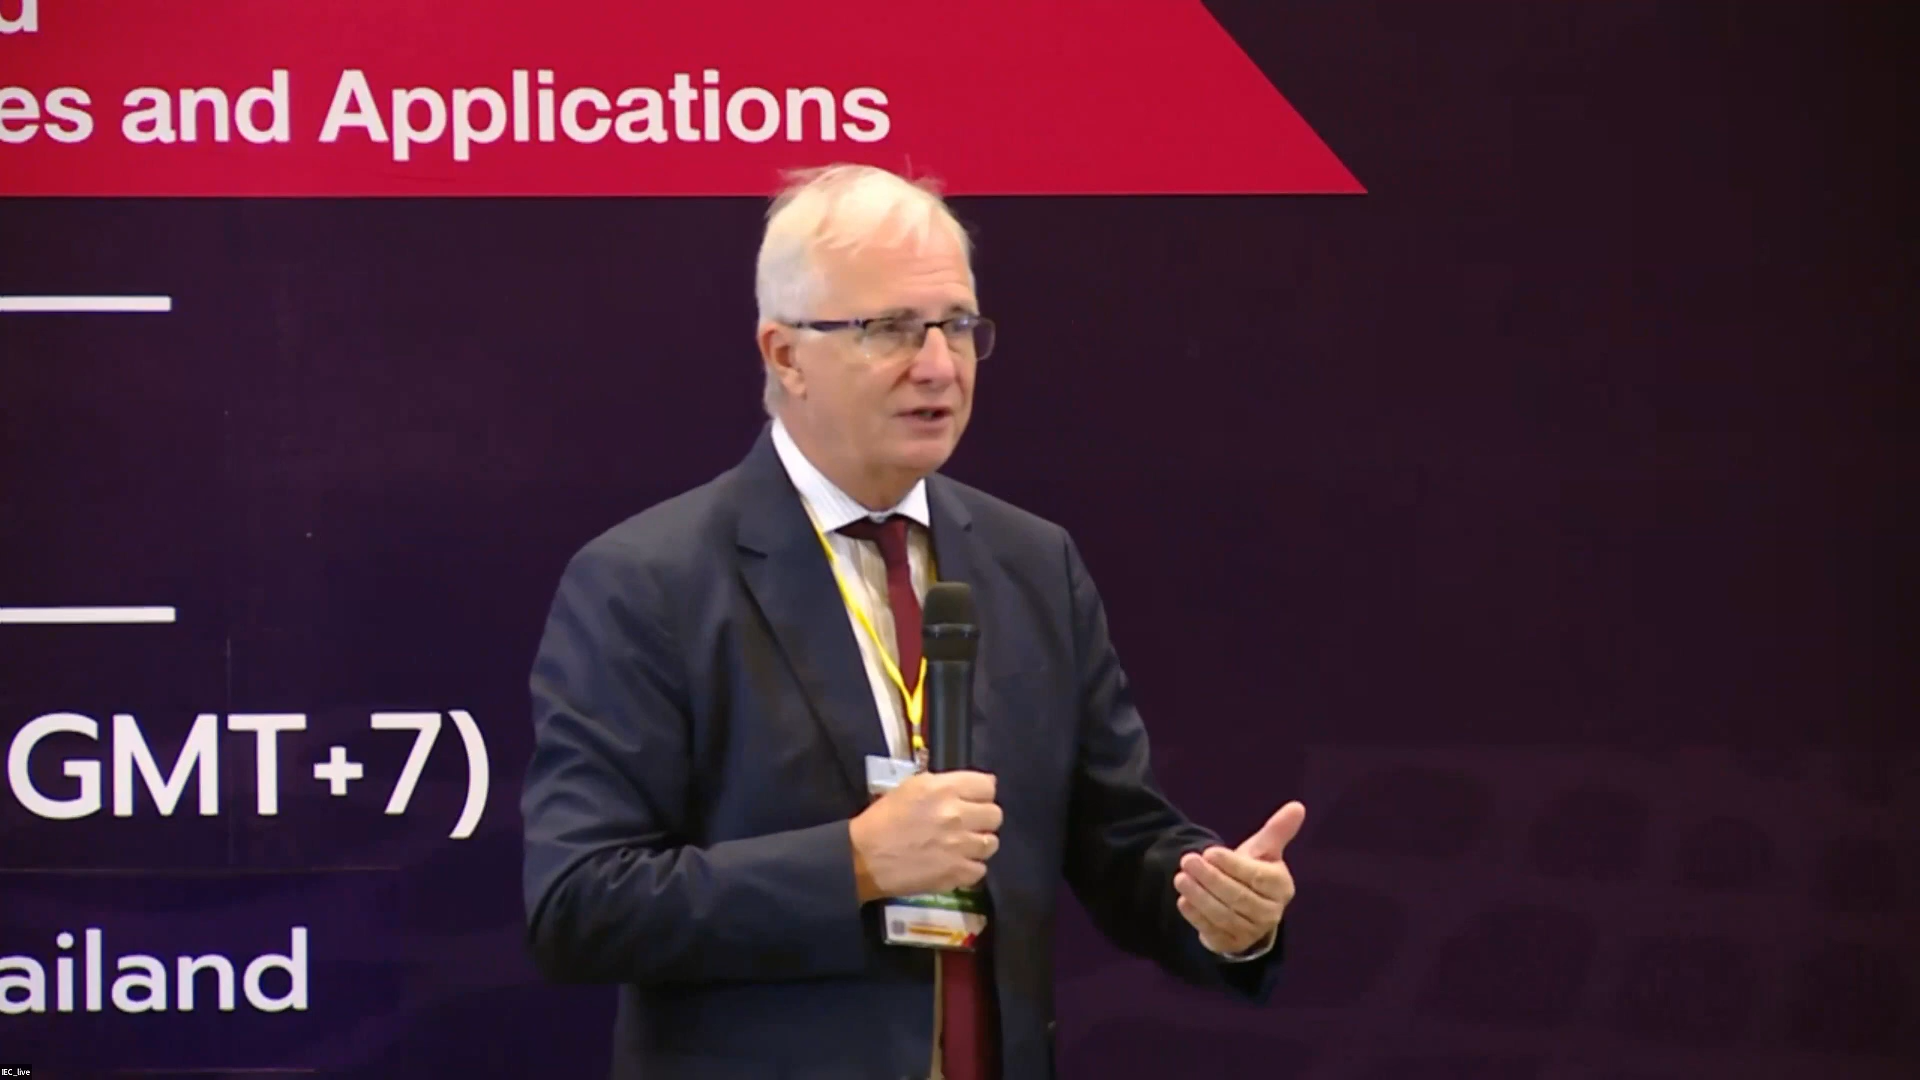 es and Applications
GMT+7)
ailand
IEC_live